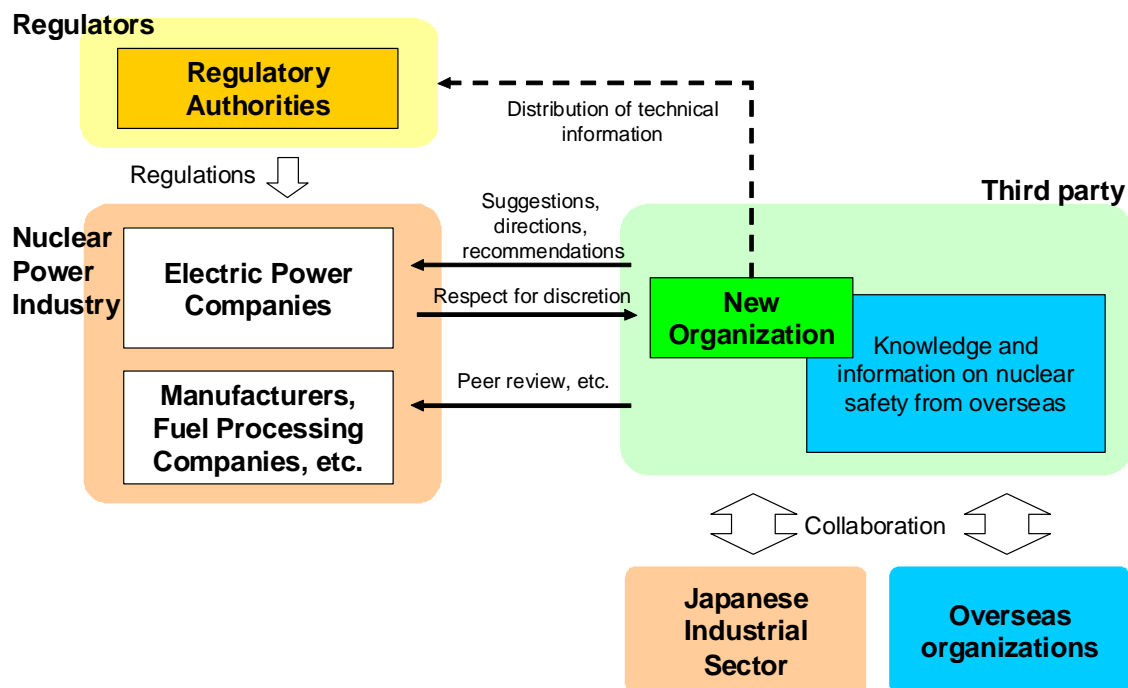 Regulators
Regulatory
Authorities
Distribution of technical
information
Regulations
Third party
Nuclear
Power
Industry
Electric Power
Companies
Suggestions,
directions,
recommendations
Respect for discretion
New
Organization
Knowledge and
information on nuclear
safety from overseas
Manufacturers,
Fuel Processing
Companies, etc.
Peer review, etc.
Collaboration
Japanese
Industrial
Sector
Overseas
organizations